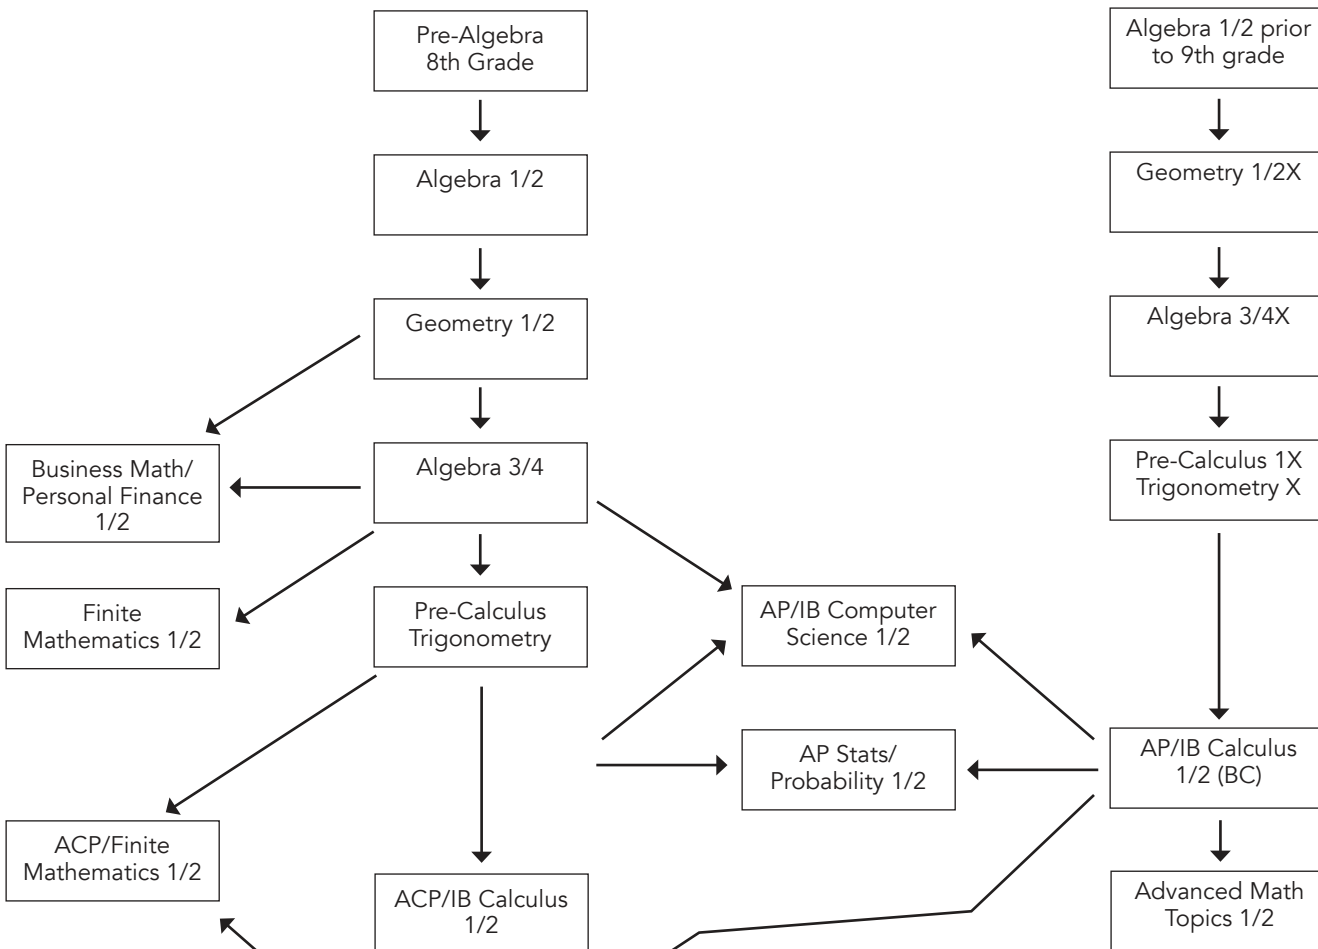 Pre-Algebra
8th Grade
Algebra 1/2 prior
to 9th grade
Algebra 1/2
Geometry 1/2X
Geometry 1/2
Algebra 3/4X
Business Math/
Personal Finance
1/2
Algebra 3/4
Pre-Calculus 1X
Trigonometry X
Finite
Mathematics 1/2
Pre-Calculus
Trigonometry
AP/IB Computer
Science 1/2
AP Stats/
Probability 1/2
AP/IB Calculus
1/2 (BC)
ACP/Finite
Mathematics 1/2
ACP/IB Calculus
1/2
Advanced Math
Topics 1/2